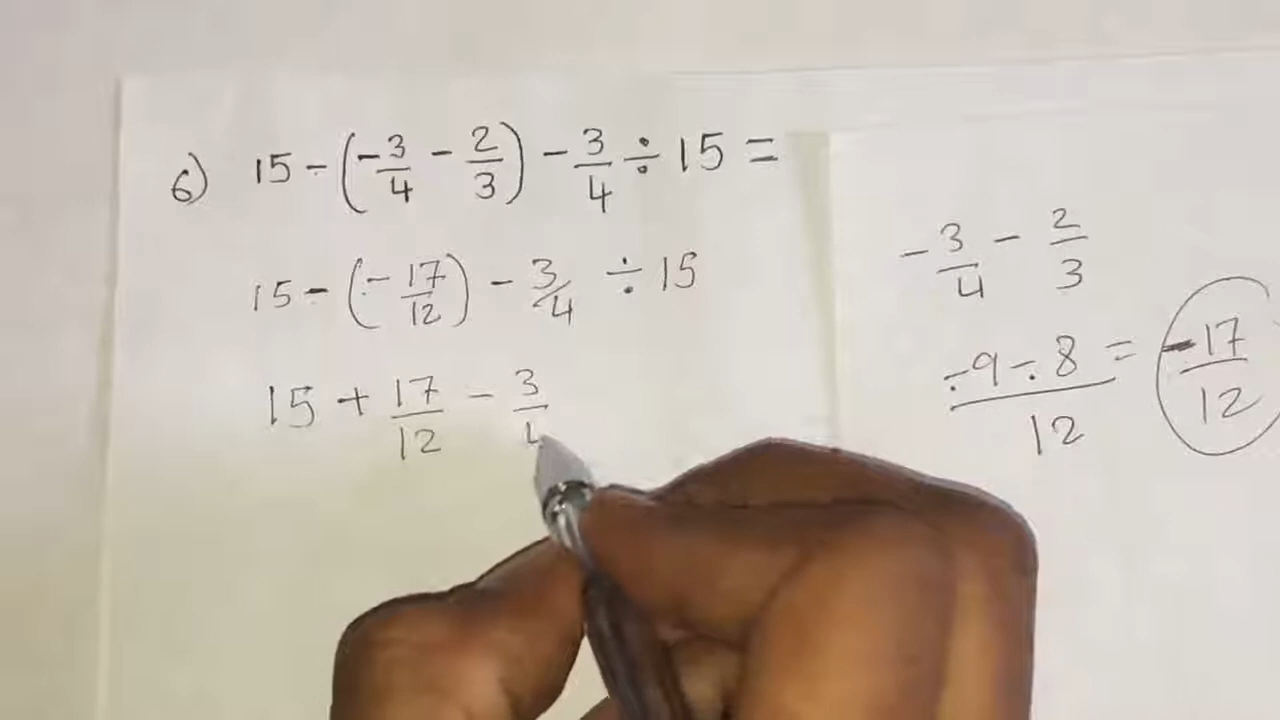 6) 15 - (-3/4 - 2/3) - 3/4 ÷ 15 =
15 - (-17/12) - 3/4 ÷ 15
15 + 17/12 - 3/4
-3/4 - 2/3
÷9÷8/12 = -17/12